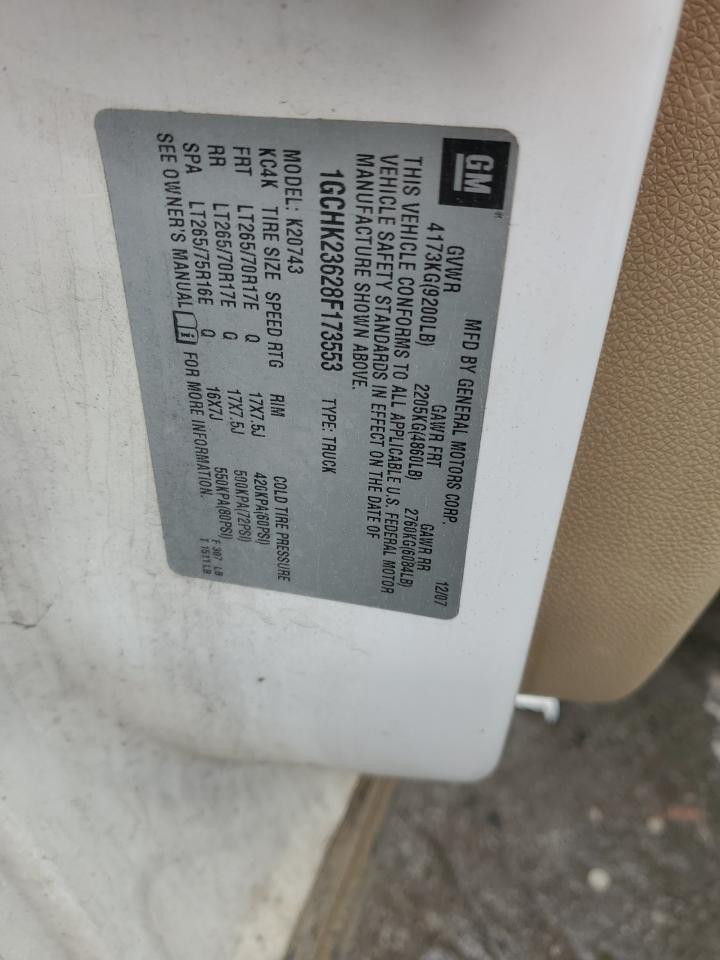 GM
MFD BY GENERAL MOTORS CORP. 12/07
GVWR GAWR FRT GAWR RR
4173KG(9200LB) 2205KG(4860LB) 2760KG(6084LB)
THIS VEHICLE CONFORMS TO ALL APPLICABLE U.S. FEDERAL MOTOR
VEHICLE SAFETY STANDARDS IN EFFECT ON THE DATE OF
MANUFACTURE SHOWN ABOVE.
1GCHK23628F173553 TYPE: TRUCK
MODEL: K20743
KC4K TIRE SIZE SPEED RTG RIM COLD TIRE PRESSURE
FRT LT265/70R17E Q 17X7.5J 420KPA(60PSI)
RR LT265/70R17E Q 17X7.5J 500KPA(72PSI)
SPA LT265/75R16E Q 16X7J 550KPA(80PSI)
SEE OWNER'S MANUAL FOR MORE INFORMATION.
F 307 LB
T 1511 LB